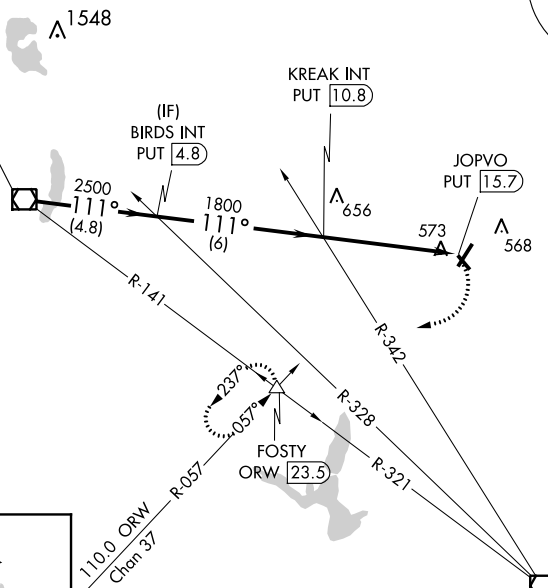 1548
KREAK INT
PUT 10.8
(IF)
BIRDS INT
PUT 4.8
JOPVO
PUT 15.7
2500
111°
(4.8)
1800
111°
(6)
656
573
568
R-141
R-342
237°
057°
R-328
FOSTY
ORW 23.5
R-321
R-057
110.0 ORW
Chan 37